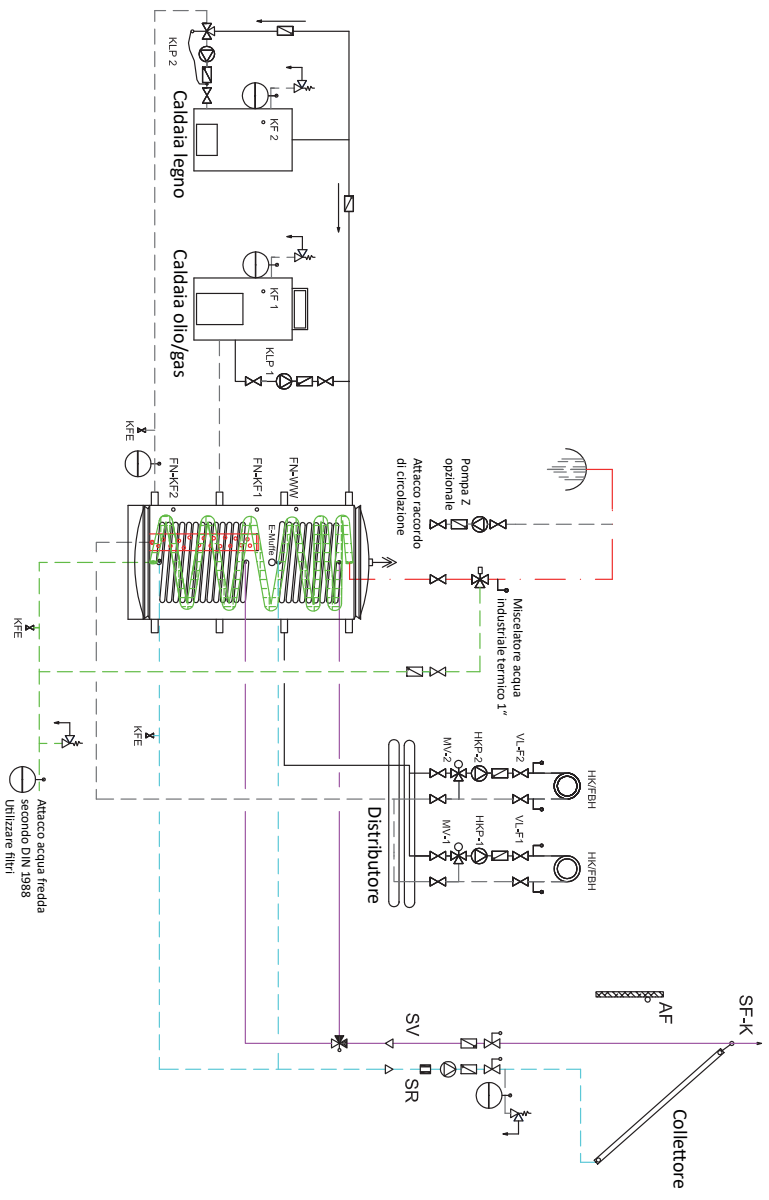 KLP 2
KF 2
Caldaia legno
KF 1
Caldaia olio/gas
KLP 1
KFE
FN-KF2
FN-KF1
FN-WW
E-Muffe
Attacco raccordo
di circolazione
Pompa Z
opzionale
Miscelatore acqua
industriale termico 1"
KFE
KFE
Attacco acqua fredda
secondo DIN 1988
Utilizzare filtri
MV-2
HKP-2
VL-F2
HK/FBH
MV-1
HKP-1
VL-F1
HK/FBH
Distributore
AF
SF-K
SV
SR
Collettore